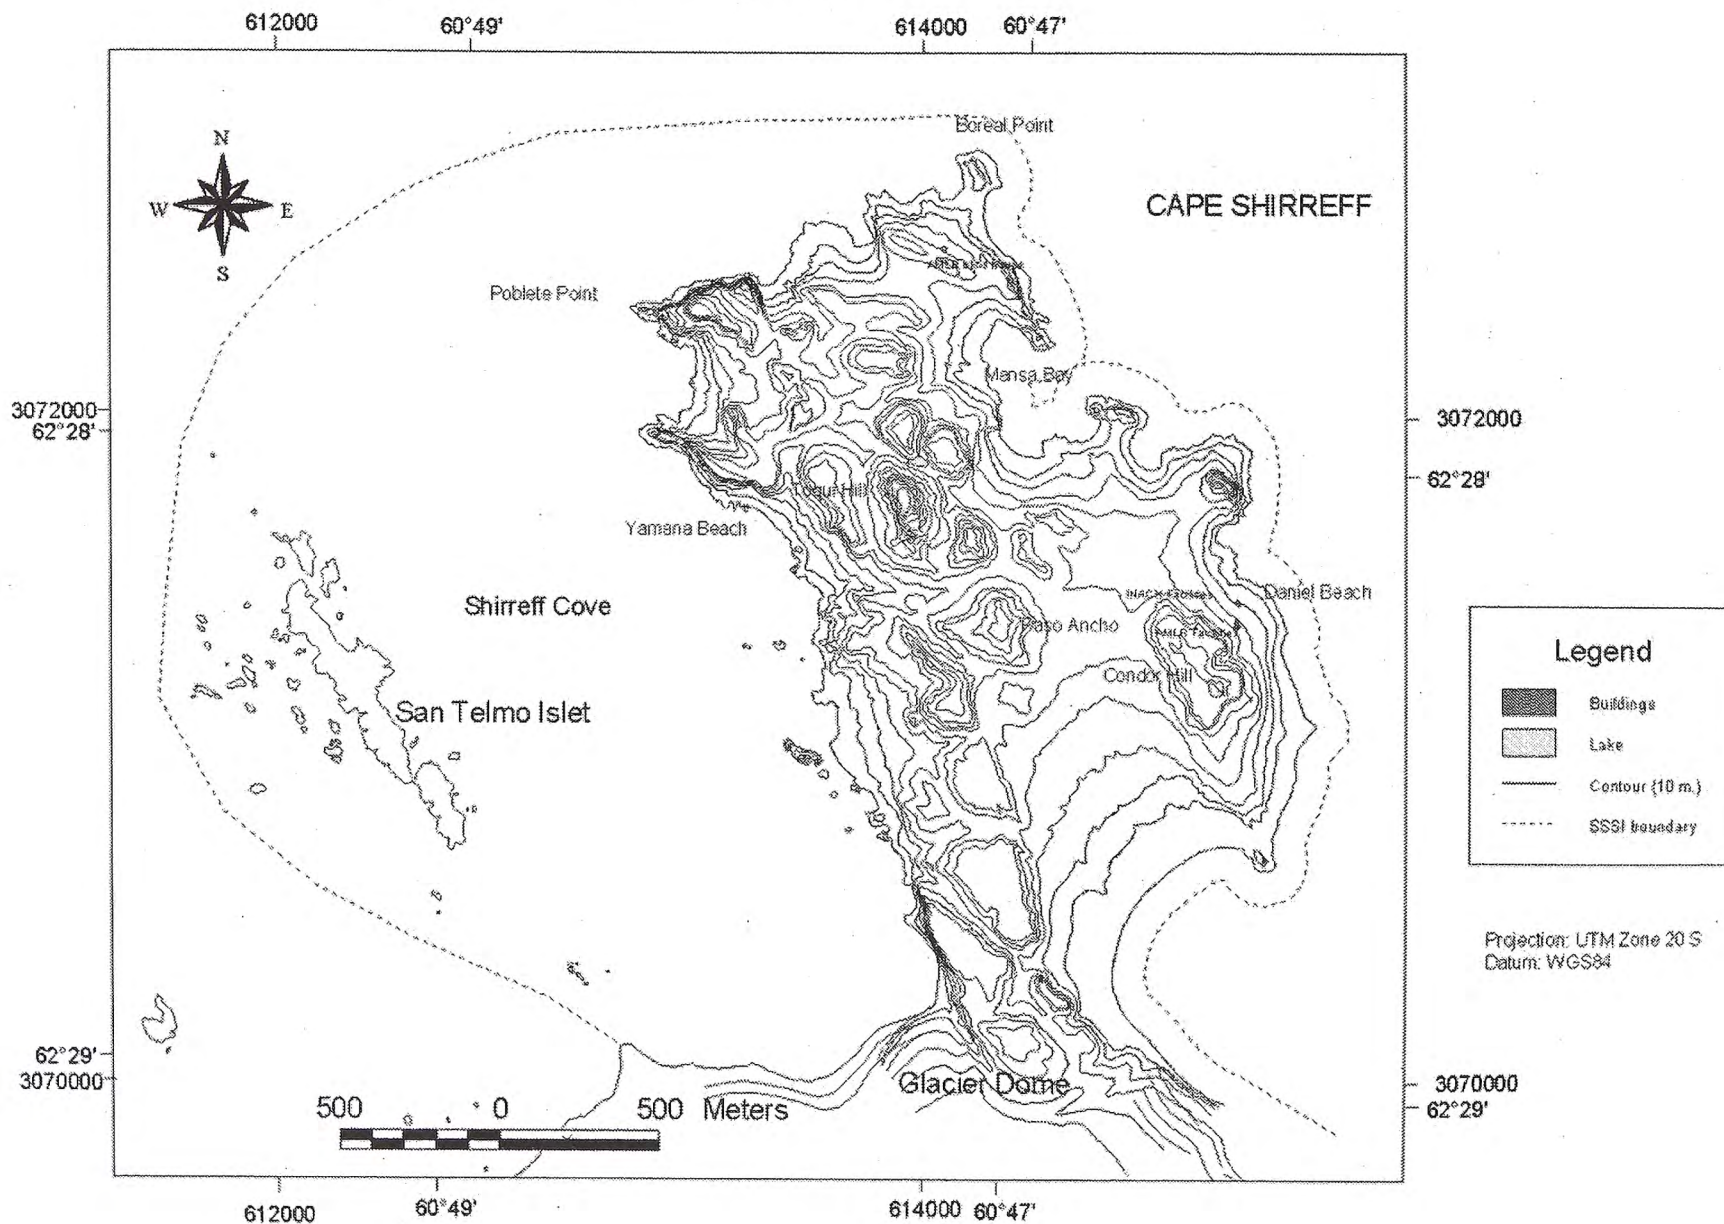 612000 60°49' 614000 60°47'
Boreal Point
N
CAPE SHIRREFF
W E
S
Poblete Point
Mansa Bay
3072000 3072000
62°28' 62°28'
Toqui Hill
Yamana Beach
Daniel Beach
Shirreff Cove
Paso Ancho
Legend
Condor Hill
Buildings
San Telmo Islet
Lake
Contour (10 m.)
SSSI boundary
Projection: UTM Zone 20 S
Datum: WGS84
62°29'
3070000 3070000
Glacier Dome
62°29'
500 0 500 Meters
612000 60°49' 614000 60°47'